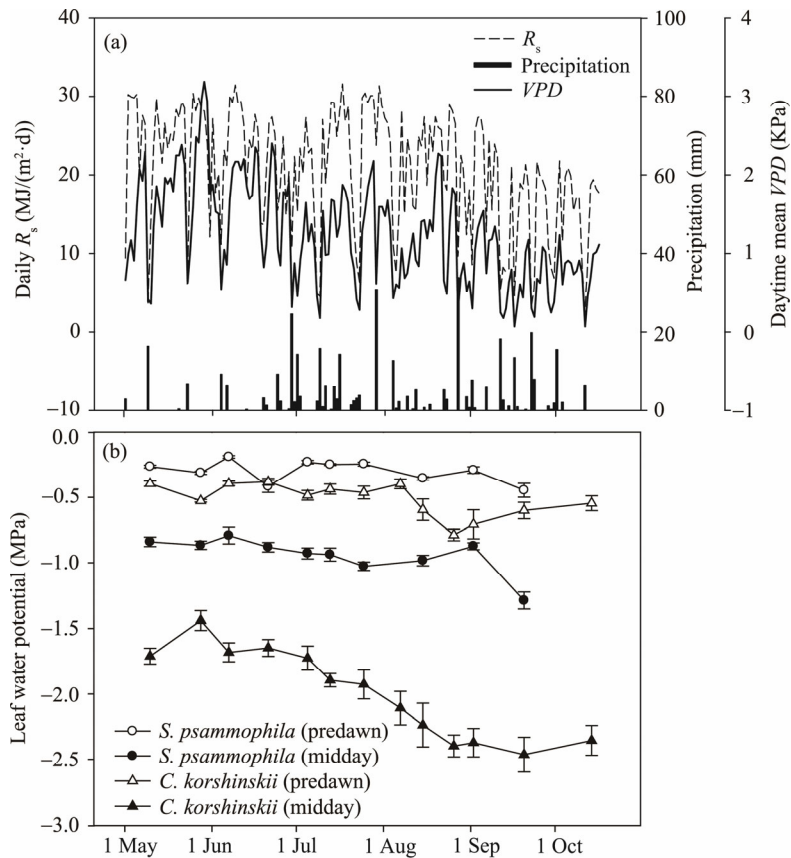 (a)
R_s
Precipitation
VPD
Daily R_s (MJ/(m²·d))
40
30
20
10
0
–10
Precipitation (mm)
100
80
60
40
20
0
Daytime mean VPD (KPa)
4
3
2
1
0
–1
(b)
Leaf water potential (MPa)
0.0
–0.5
–1.0
–1.5
–2.0
–2.5
–3.0
S. psammophila (predawn)
S. psammophila (midday)
C. korshinskii (predawn)
C. korshinskii (midday)
1 May 1 Jun 1 Jul 1 Aug 1 Sep 1 Oct